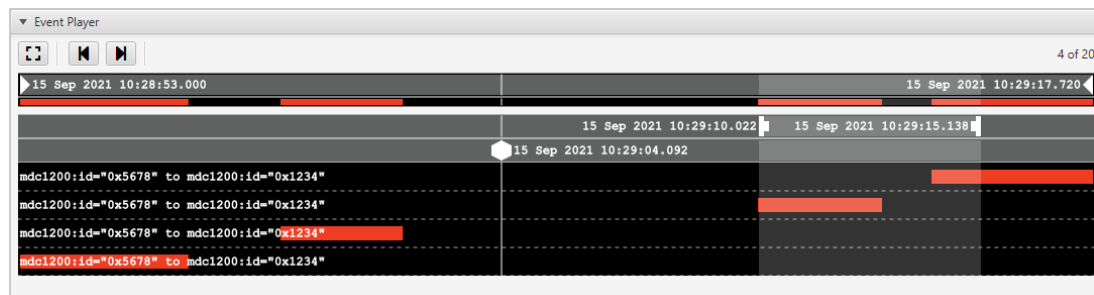 Event Player
4 of 20
15 Sep 2021 10:28:53.000 15 Sep 2021 10:29:17.720
15 Sep 2021 10:29:10.022 15 Sep 2021 10:29:15.138
15 Sep 2021 10:29:04.092
mdc1200:id="0x5678" to mdc1200:id="0x1234"
mdc1200:id="0x5678" to mdc1200:id="0x1234"
mdc1200:id="0x5678" to mdc1200:id="0x1234"
mdc1200:id="0x5678" to mdc1200:id="0x1234"